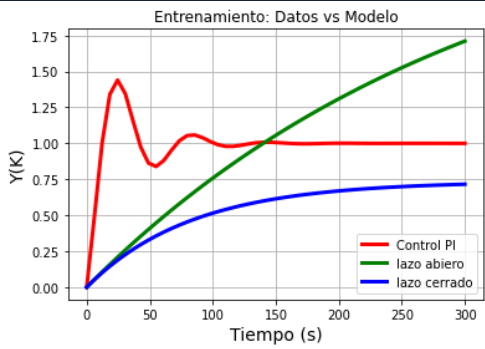 Entrenamiento: Datos vs Modelo
Y(K)
1.75
1.50
1.25
1.00
0.75
0.50
0.25
0.00
Control PI
lazo abiero
lazo cerrado
0
50
100
150
200
250
300
Tiempo (s)